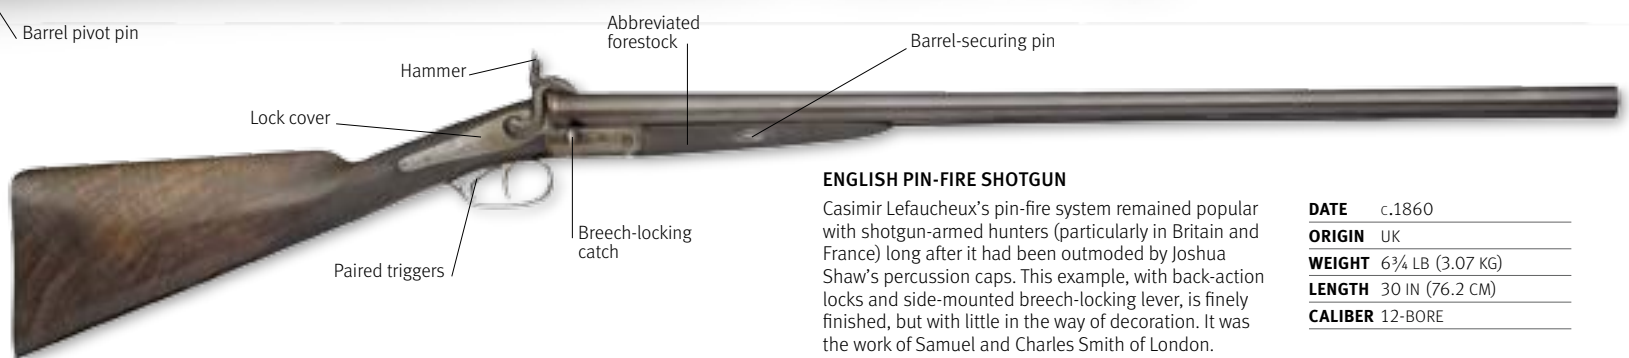 Barrel pivot pin
Abbreviated
forestock
Barrel-securing pin
Hammer
Lock cover
Breech-locking
catch
Paired triggers
ENGLISH PIN-FIRE SHOTGUN
Casimir Lefaucheux’s pin-fire system remained popular
with shotgun-armed hunters (particularly in Britain and
France) long after it had been outmoded by Joshua
Shaw’s percussion caps. This example, with back-action
locks and side-mounted breech-locking lever, is finely
finished, but with little in the way of decoration. It was
the work of Samuel and Charles Smith of London.
DATE c.1860
ORIGIN UK
WEIGHT 6¾ LB (3.07 KG)
LENGTH 30 IN (76.2 CM)
CALIBER 12-BORE